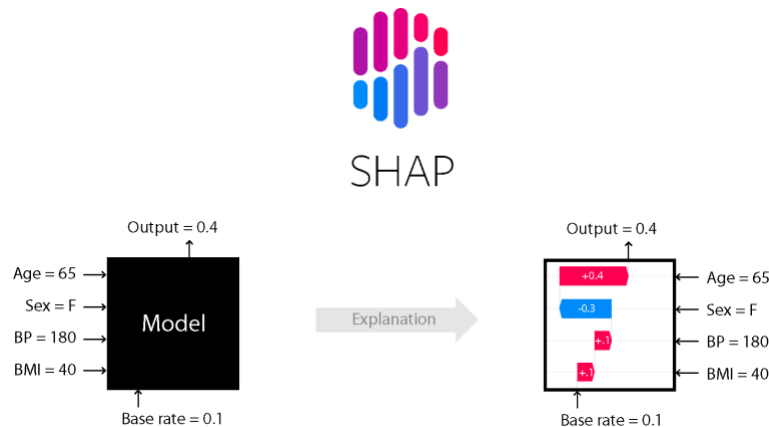 SHAP
Output = 0.4
Age = 65
Sex = F
BP = 180
BMI = 40
Model
Base rate = 0.1
Explanation
Output = 0.4
+0.4
Age = 65
-0.3
Sex = F
+.1
BP = 180
+.1
BMI = 40
Base rate = 0.1